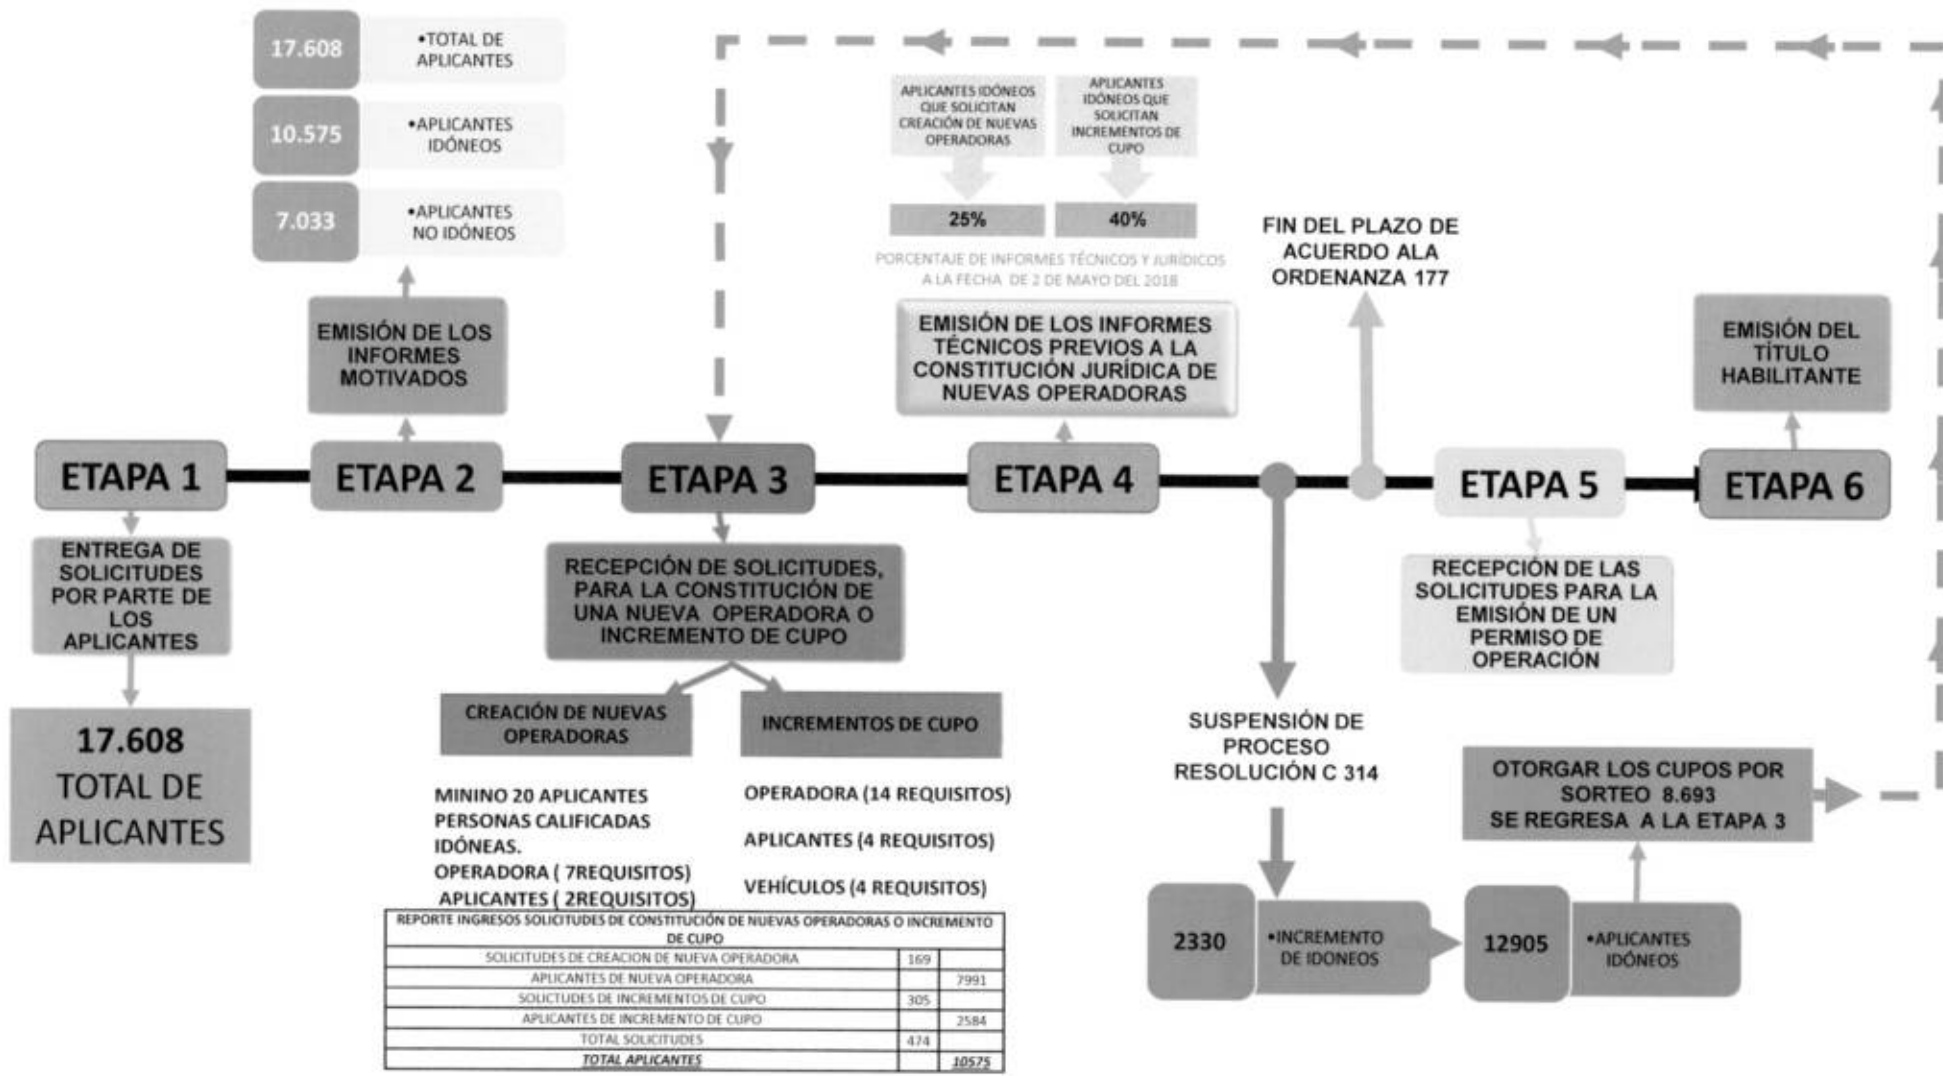 17.608
•TOTAL DE
APLICANTES
10.575
•APLICANTES
IDÓNEOS
7.033
•APLICANTES
NO IDÓNEOS
EMISIÓN DE LOS
INFORMES
MOTIVADOS
APLICANTES IDÓNEOS
QUE SOLICITAN
CREACIÓN DE NUEVAS
OPERADORAS
APLICANTES
IDÓNEOS QUE
SOLICITAN
INCREMENTOS DE
CUPO
25%
40%
PORCENTAJE DE INFORMES TÉCNICOS Y JURÍDICOS
A LA FECHA DE 2 DE MAYO DEL 2018
EMISIÓN DE LOS INFORMES
TÉCNICOS PREVIOS A LA
CONSTITUCIÓN JURÍDICA DE
NUEVAS OPERADORAS
FIN DEL PLAZO DE
ACUERDO ALA
ORDENANZA 177
EMISIÓN DEL
TÍTULO
HABILITANTE
ETAPA 1
ETAPA 2
ETAPA 3
ETAPA 4
ETAPA 5
ETAPA 6
ENTREGA DE
SOLICITUDES
POR PARTE DE
LOS
APLICANTES
17.608
TOTAL DE
APLICANTES
RECEPCIÓN DE SOLICITUDES,
PARA LA CONSTITUCIÓN DE
UNA NUEVA OPERADORA O
INCREMENTO DE CUPO
CREACIÓN DE NUEVAS
OPERADORAS
INCREMENTOS DE CUPO
MININO 20 APLICANTES
PERSONAS CALIFICADAS
IDÓNEAS.
OPERADORA ( 7REQUISITOS)
APLICANTES ( 2REQUISITOS)
OPERADORA (14 REQUISITOS)
APLICANTES (4 REQUISITOS)
VEHÍCULOS (4 REQUISITOS)
REPORTE INGRESOS SOLICITUDES DE CONSTITUCIÓN DE NUEVAS OPERADORAS O INCREMENTO
DE CUPO
SOLICITUDES DE CREACION DE NUEVA OPERADORA 169
APLICANTES DE NUEVA OPERADORA 7991
SOLICTUDES DE INCREMENTOS DE CUPO 305
APLICANTES DE INCREMENTO DE CUPO 2584
TOTAL SOLICITUDES 474
TOTAL APLICANTES 10575
SUSPENSIÓN DE
PROCESO
RESOLUCIÓN C 314
RECEPCIÓN DE LAS
SOLICITUDES PARA LA
EMISIÓN DE UN
PERMISO DE
OPERACIÓN
OTORGAR LOS CUPOS POR
SORTEO 8.693
SE REGRESA A LA ETAPA 3
2330
•INCREMENTO
DE IDONEOS
12905
•APLICANTES
IDÓNEOS